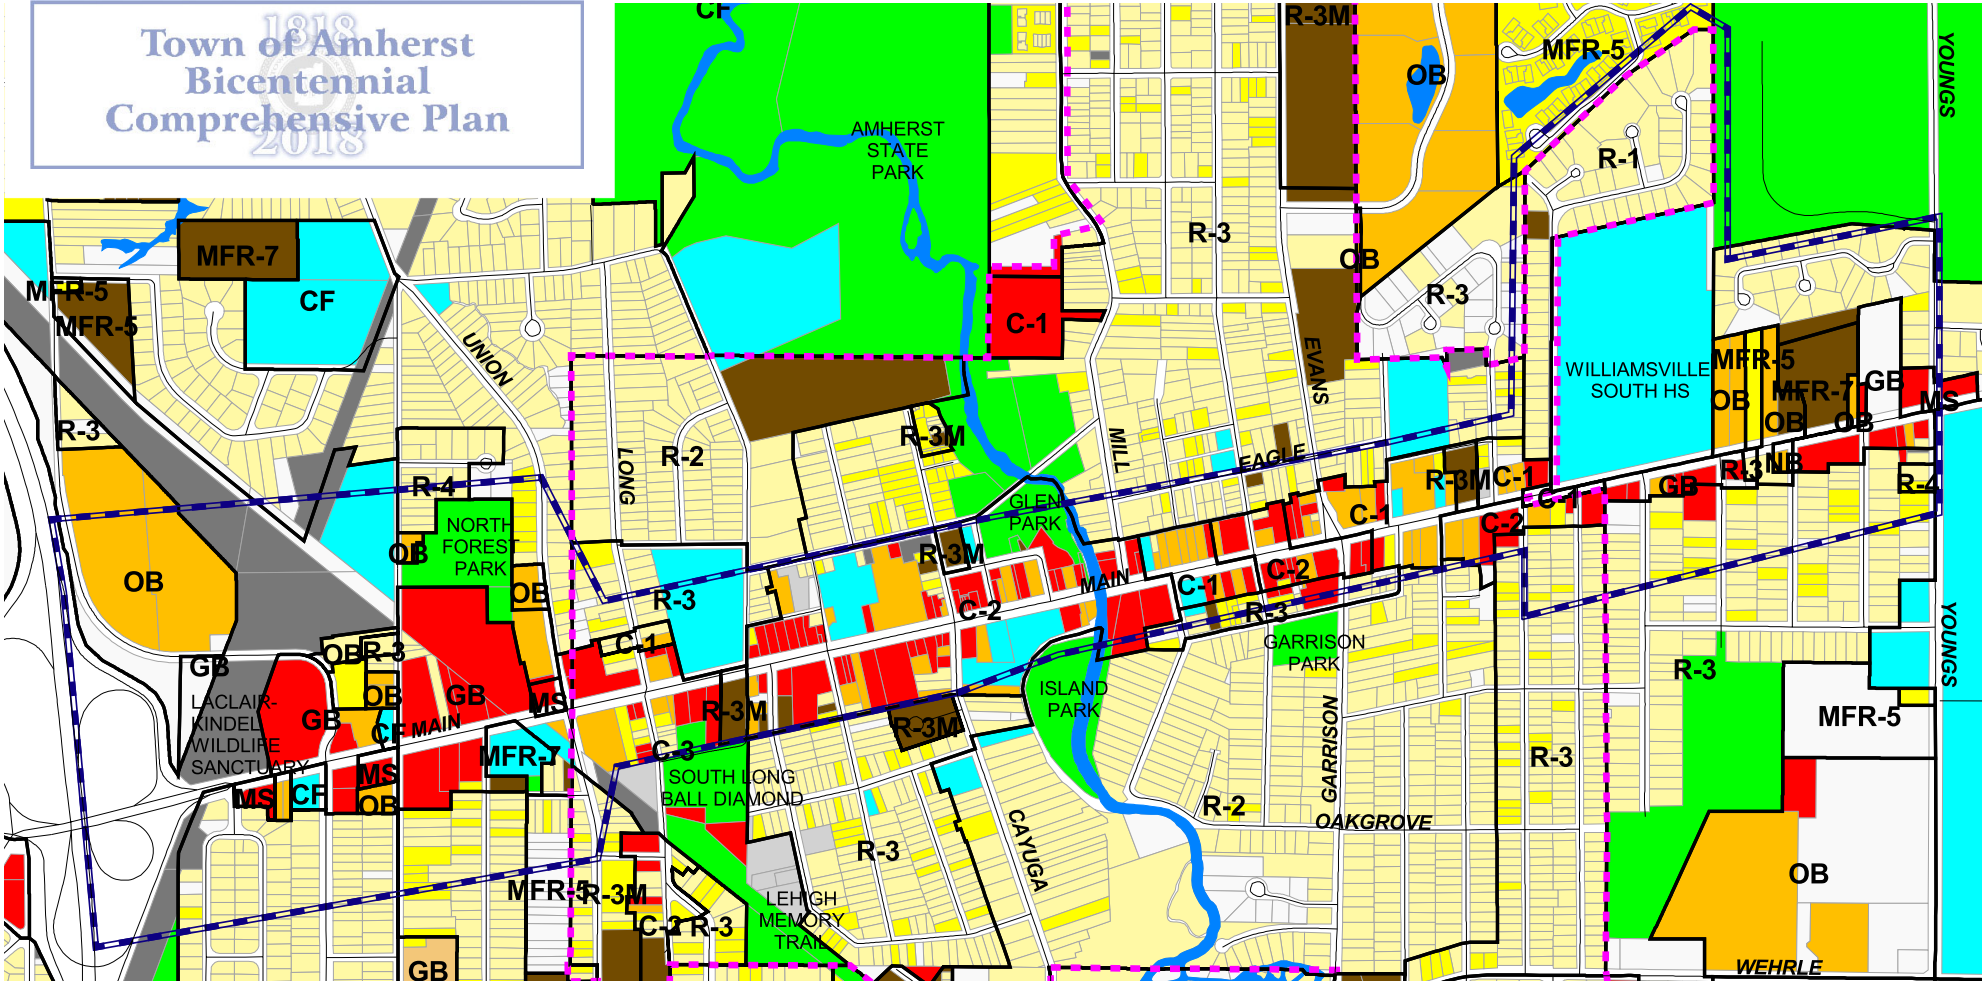 1818
Town of Amherst
Bicentennial
Comprehensive Plan
2018
CF
R-3M
OB
MFR-5
YOUNGS
AMHERST
STATE
PARK
R-1
R-3
MFR-7
CF
OB
R-3
MFR-5
MFR-5
C-1
UNION
EVANS
WILLIAMSVILLE
SOUTH HS
MFR-5
MFR-7
GB
OB
MS
OB
OB
R-3
R-3M
MILL
R-2
LONG
EAGLE
R-4
R-3M
C-1
R-3
NB
GB
R-4
C-1
GLEN
PARK
C-1
C-2
NORTH
FOREST
PARK
OB
R-3M
OB
OB
MAIN
C-1
C-2
R-3
C-2
R-3
C-1
GARRISON
PARK
YOUNGS
OB
R-3
GB
R-3
LACLAIR-
KINDEL
WILDLIFE
SANCTUARY
OB
GB
MS
GB
CF
MAIN
ISLAND
PARK
R-3M
R-3M
GARRISON
MFR-5
C-3
MFR-7
R-3
SOUTH LONG
BALL DIAMOND
MS
MS
CF
OB
R-2
OAKGROVE
CAYUGA
R-3
OB
MFR-5
R-3M
LEHIGH
MEMORY
TRAIL
C-2
R-3
GB
WEHRLE